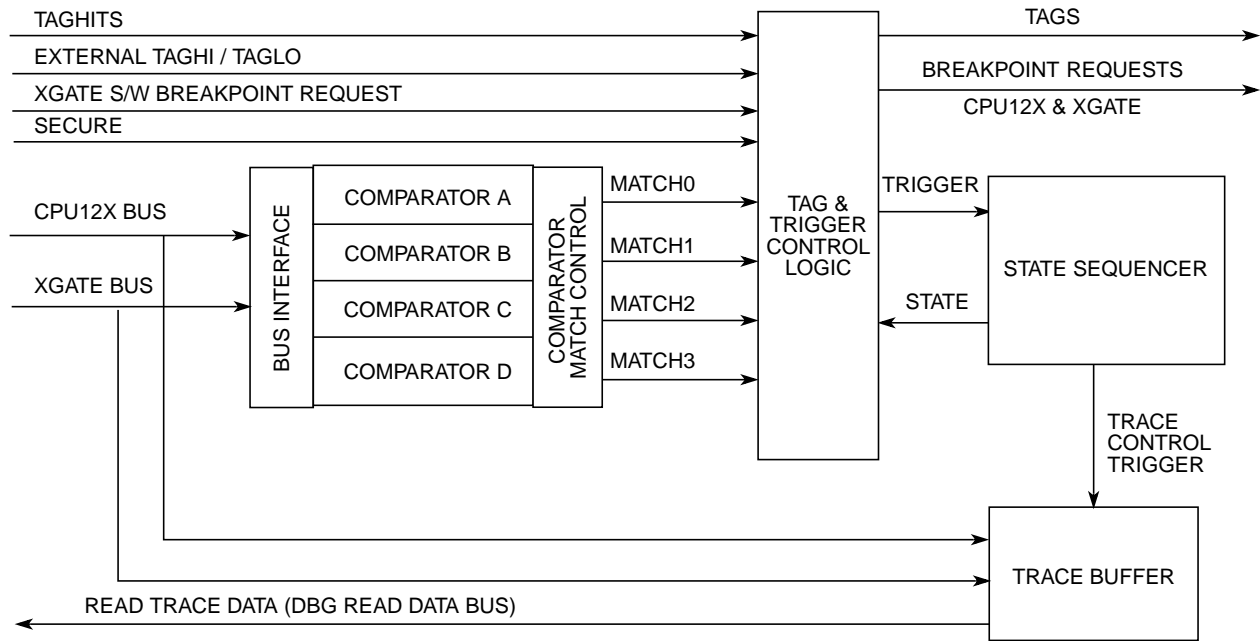 TAGHITS
EXTERNAL TAGHI / TAGLO
XGATE S/W BREAKPOINT REQUEST
SECURE
TAGS
BREAKPOINT REQUESTS
CPU12X & XGATE
CPU12X BUS
XGATE BUS
BUS INTERFACE
COMPARATOR A
COMPARATOR B
COMPARATOR C
COMPARATOR D
COMPARATOR
MATCH CONTROL
MATCH0
MATCH1
MATCH2
MATCH3
TAG &
TRIGGER
CONTROL
LOGIC
TRIGGER
STATE
STATE SEQUENCER
TRACE
CONTROL
TRIGGER
TRACE BUFFER
READ TRACE DATA (DBG READ DATA BUS)